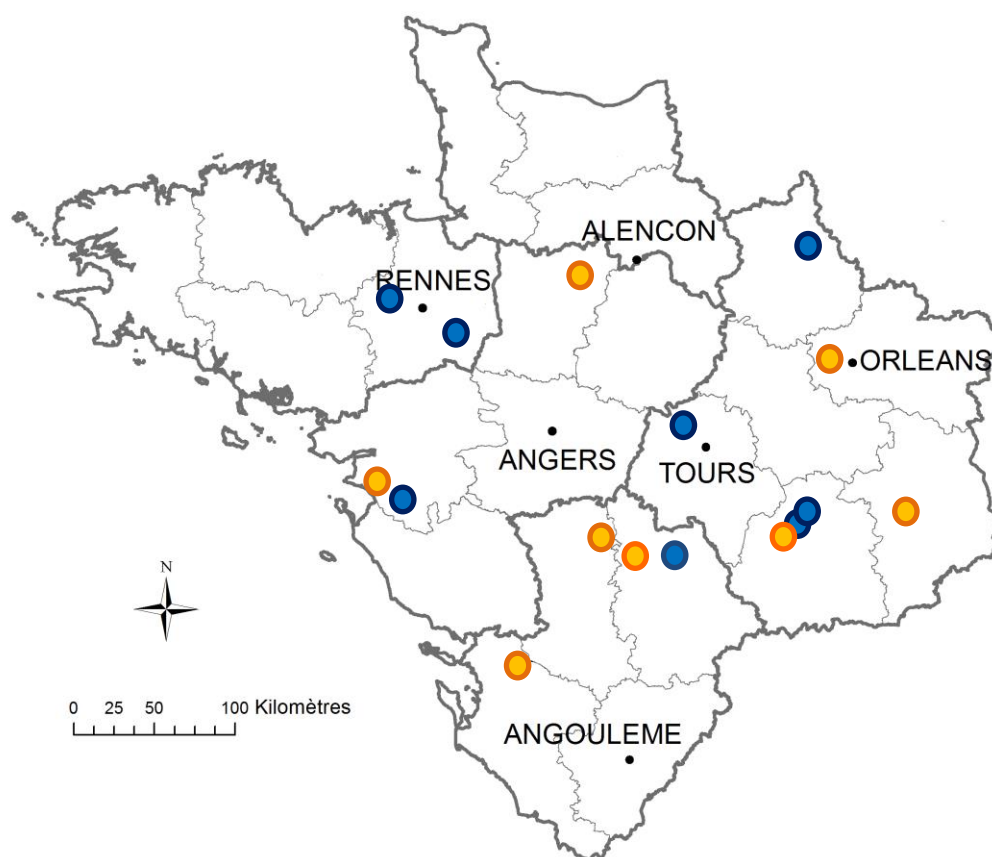 ALENCON
RENNES
ORLEANS
ANGERS
TOURS
N
0 25 50 100 Kilomètres
ANGOULEME